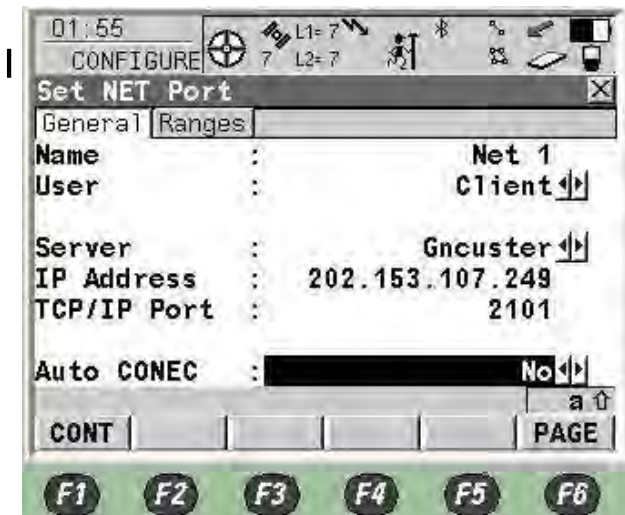 01:55
CONFIGURE 7 L1= 7
L2= 7
Set NET Port
General Ranges
Name : Net 1
User : Client
Server : Gncuster
IP Address : 202.153.107.249
TCP/IP Port : 2101
Auto CONEC : No
a
CONT PAGE
F1 F2 F3 F4 F5 F6